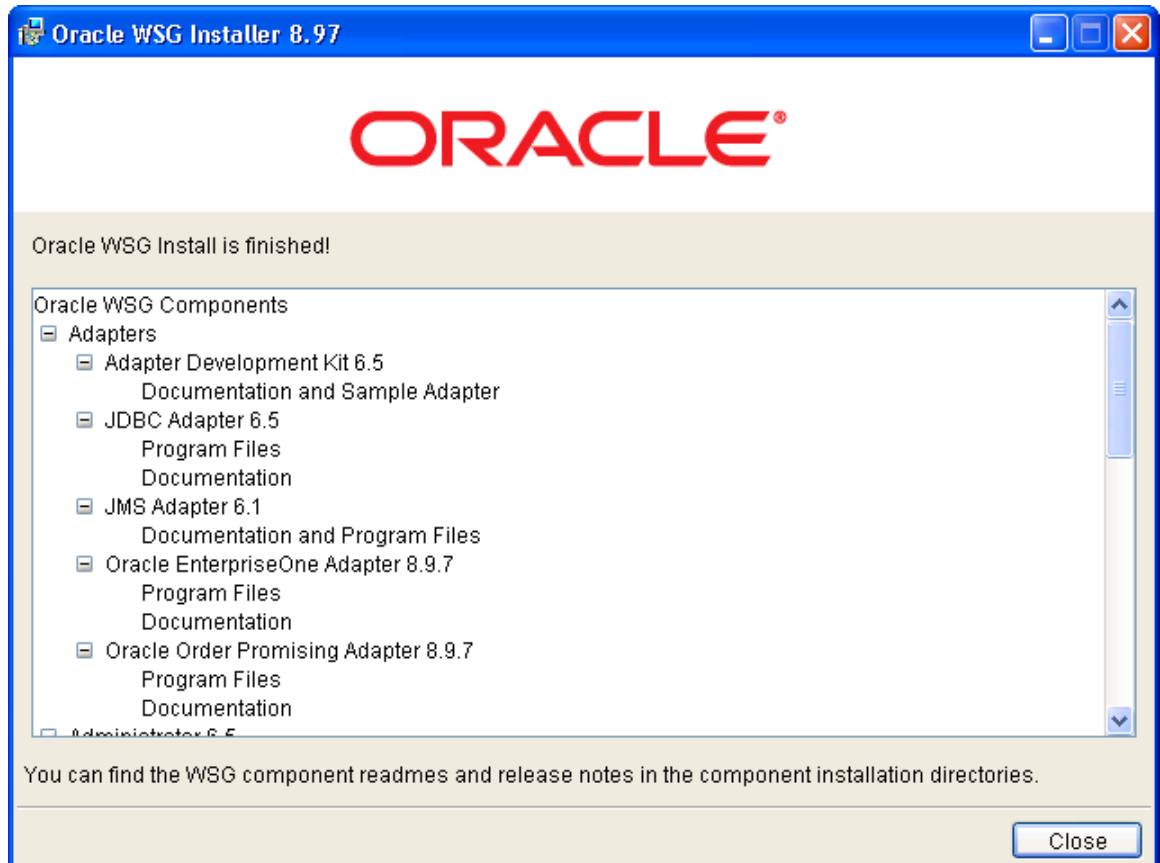 Oracle WSG Installer 8.97
ORACLE®
Oracle WSG Install is finished!
Oracle WSG Components
Adapters
Adapter Development Kit 6.5
Documentation and Sample Adapter
JDBC Adapter 6.5
Program Files
Documentation
JMS Adapter 6.1
Documentation and Program Files
Oracle EnterpriseOne Adapter 8.9.7
Program Files
Documentation
Oracle Order Promising Adapter 8.9.7
Program Files
Documentation
Administrator 6.5
You can find the WSG component readmes and release notes in the component installation directories.
Close